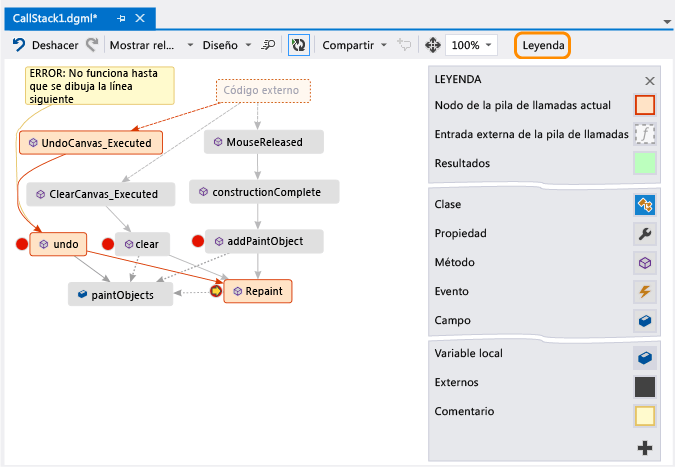 CallStack1.dgml*
Deshacer
Mostrar rel...
Diseño
Compartir
100%
Leyenda
ERROR: No funciona hasta
que se dibuja la línea
siguiente
Código externo
UndoCanvas_Executed
MouseReleased
ClearCanvas_Executed
constructionComplete
undo
clear
addPaintObject
paintObjects
Repaint
LEYENDA
Nodo de la pila de llamadas actual
Entrada externa de la pila de llamadas
Resultados
Clase
Propiedad
Método
Evento
Campo
Variable local
Externos
Comentario